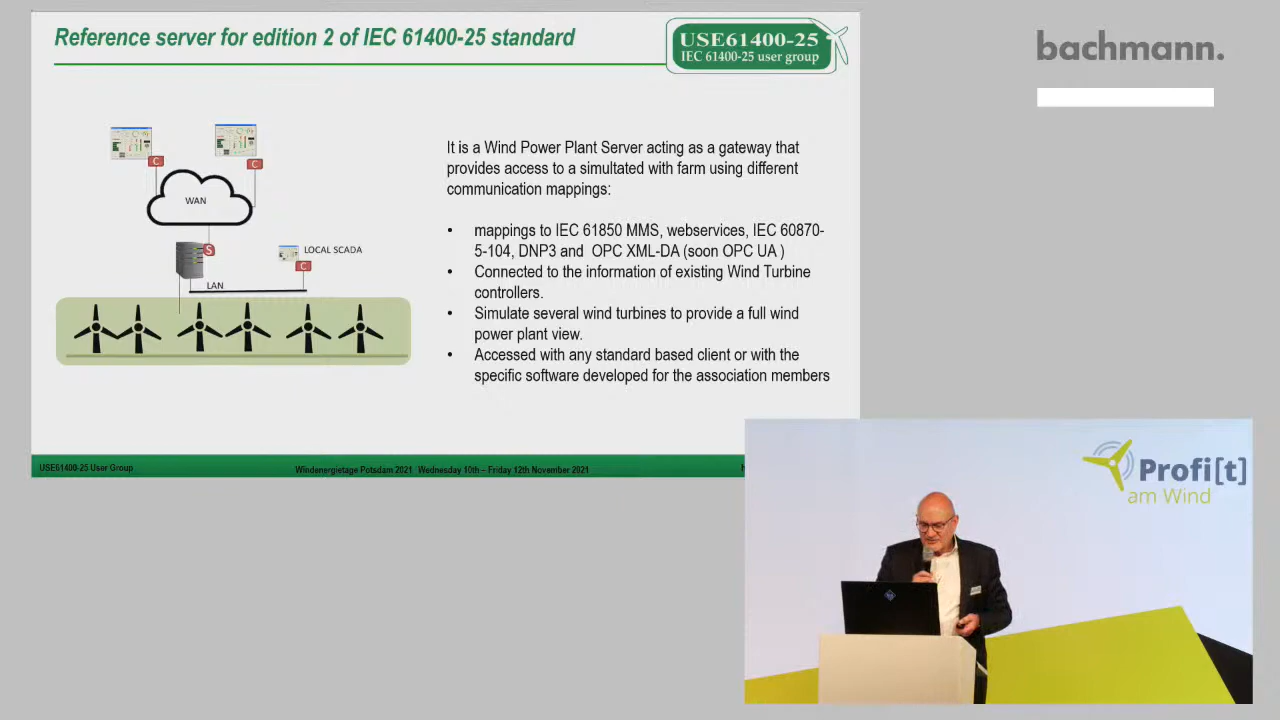 Reference server for edition 2 of IEC 61400-25 standard
USE61400-25
IEC 61400-25 user group
bachmann.
C
C
WAN
S
LOCAL SCADA
C
LAN
It is a Wind Power Plant Server acting as a gateway that
provides access to a simultated with farm using different
communication mappings:
• mappings to IEC 61850 MMS, webservices, IEC 60870-
5-104, DNP3 and OPC XML-DA (soon OPC UA )
• Connected to the information of existing Wind Turbine
controllers.
• Simulate several wind turbines to provide a full wind
power plant view.
• Accessed with any standard based client or with the
specific software developed for the association members
USE61400-25 User Group
Windenergietage Potsdam 2021 Wednesday 10th – Friday 12th November 2021
Profi[t]
am Wind